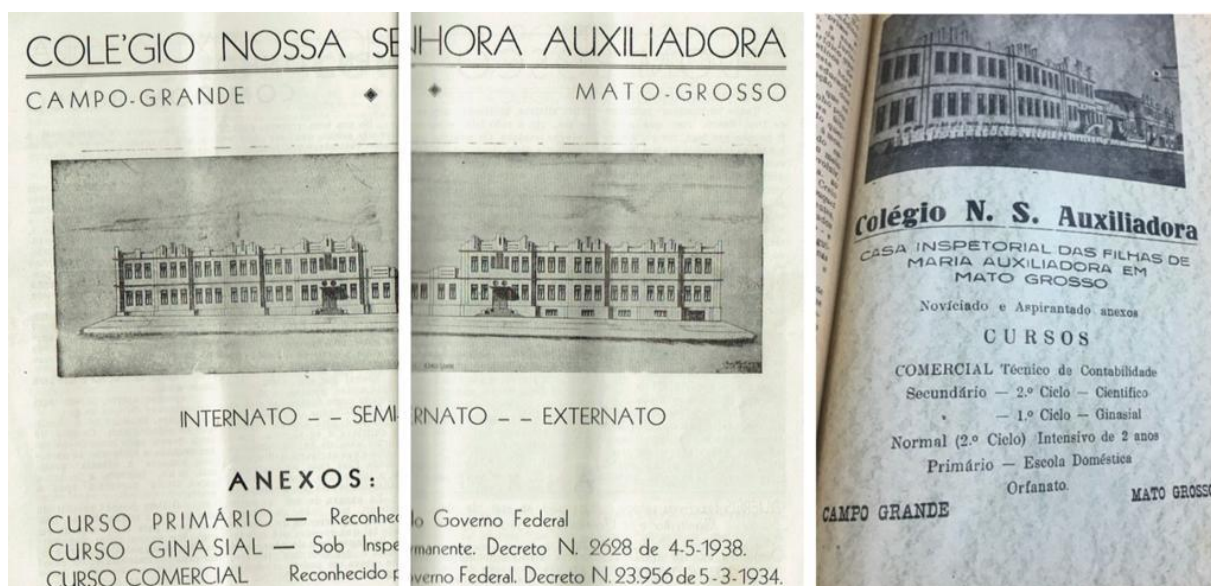 COLE'GIO NOSSA SENHORA AUXILIADORA
CAMPO-GRANDE MATO-GROSSO
INTERNATO -- SEMI- RNATO -- EXTERNATO
ANEXOS:
CURSO PRIMÁRIO — Reconhec lo Governo Federal
CURSO GINASIAL — Sob Inspe manente. Decreto N. 2628 de 4-5-1938.
CURSO COMERCIAL Reconhecido p verno Federal. Decreto N. 23.956 de 5-3-1934.
Colégio N. S. Auxiliadora
CASA INSPETORIAL DAS FILHAS DE
MARIA AUXILIADORA EM
MATO GROSSO
Noviciado e Aspirantado anexos
CURSOS
COMERCIAL Técnico de Contabilidade
Secundário — 2.º Ciclo — Cientifico
— 1.º Ciclo — Ginasial
Normal (2.º Ciclo) Intensivo de 2 anos
Primário — Escola Doméstica
Orfanato.
CAMPO GRANDE MATO GROSSO